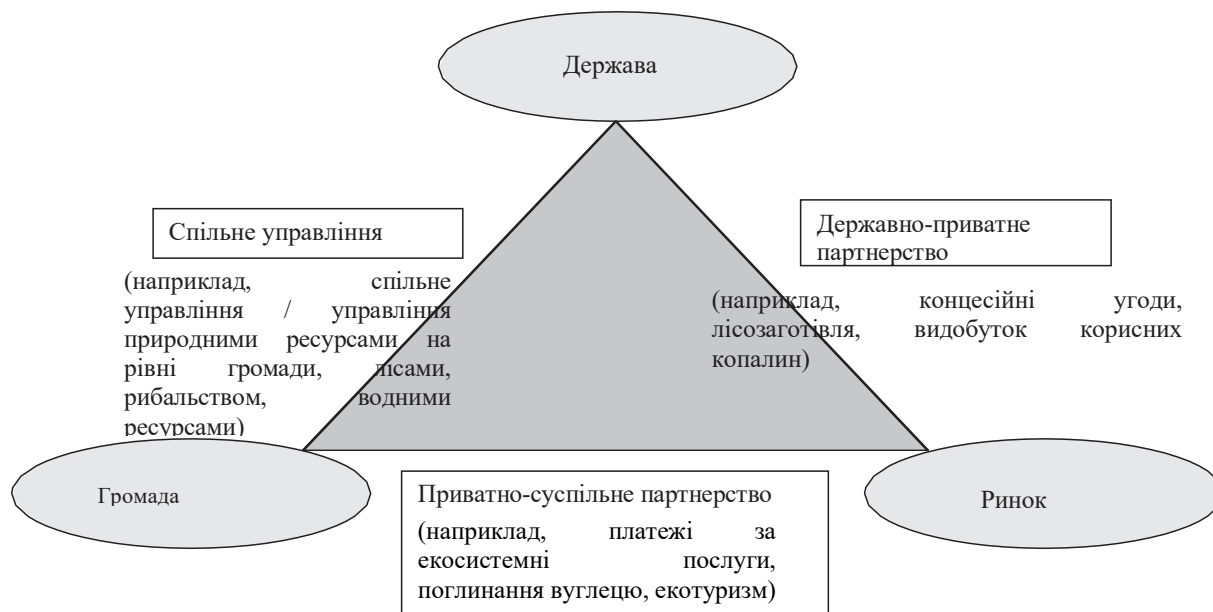 Держава
Спільне управління
(наприклад, спільне
управління / управління
природними ресурсами на
рівні громади, лісами,
рибальством, водними
ресурсами)
Державно-приватне
партнерство
(наприклад, концесійні угоди,
лісозаготівля, видобуток корисних
копалин)
Громада
Приватно-суспільне партнерство
(наприклад, платежі за
екосистемні послуги,
поглинання вуглецю, екотуризм)
Ринок